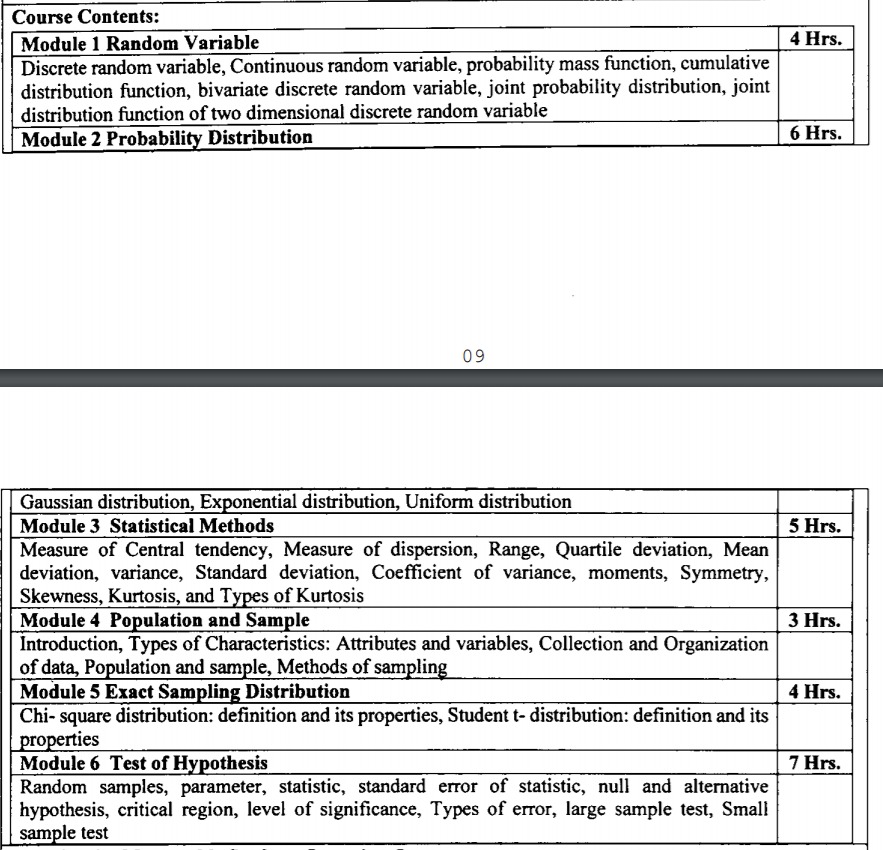 Course Contents:
Module 1 Random Variable 4 Hrs.
Discrete random variable, Continuous random variable, probability mass function, cumulative
distribution function, bivariate discrete random variable, joint probability distribution, joint
distribution function of two dimensional discrete random variable
Module 2 Probability Distribution 6 Hrs.
09
Gaussian distribution, Exponential distribution, Uniform distribution
Module 3 Statistical Methods 5 Hrs.
Measure of Central tendency, Measure of dispersion, Range, Quartile deviation, Mean
deviation, variance, Standard deviation, Coefficient of variance, moments, Symmetry,
Skewness, Kurtosis, and Types of Kurtosis
Module 4 Population and Sample 3 Hrs.
Introduction, Types of Characteristics: Attributes and variables, Collection and Organization
of data, Population and sample, Methods of sampling
Module 5 Exact Sampling Distribution 4 Hrs.
Chi- square distribution: definition and its properties, Student t- distribution: definition and its
properties
Module 6 Test of Hypothesis 7 Hrs.
Random samples, parameter, statistic, standard error of statistic, null and alternative
hypothesis, critical region, level of significance, Types of error, large sample test, Small
sample test